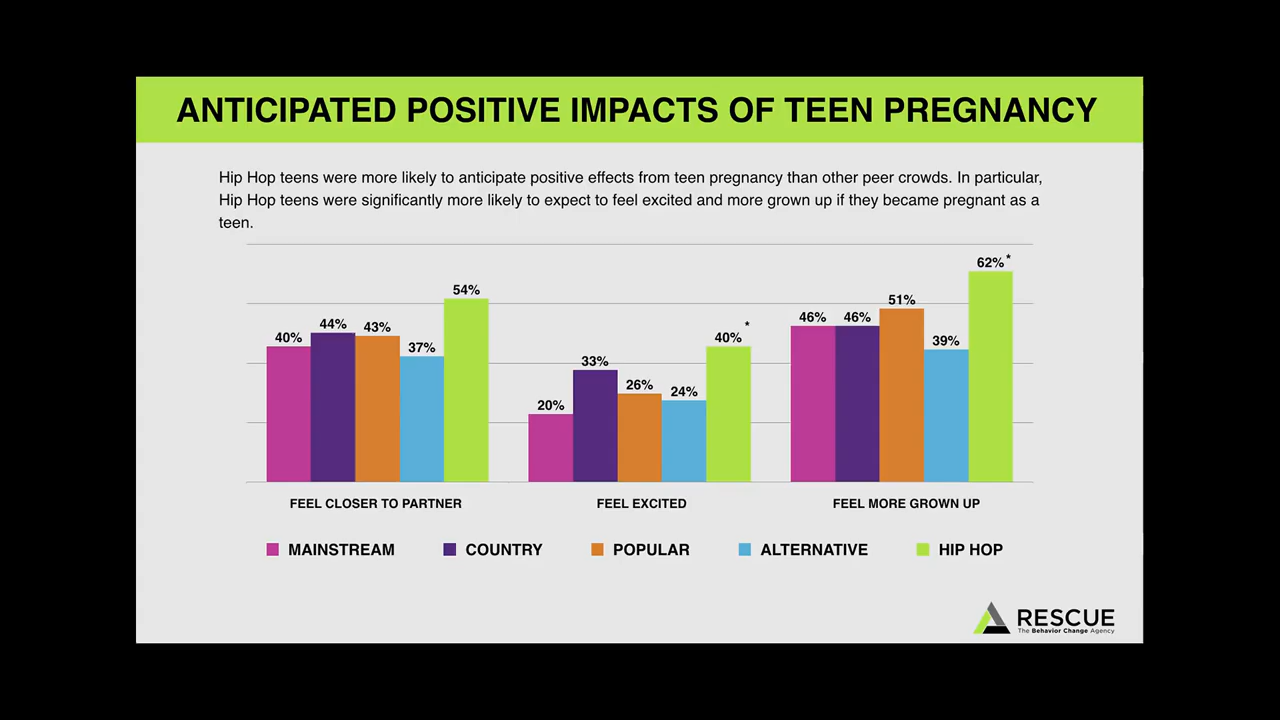 ANTICIPATED POSITIVE IMPACTS OF TEEN PREGNANCY
Hip Hop teens were more likely to anticipate positive effects from teen pregnancy than other peer crowds. In particular,
Hip Hop teens were significantly more likely to expect to feel excited and more grown up if they became pregnant as a
teen.
40% 44% 43% 37% 54%
20% 33% 26% 24% 40% *
46% 46% 51% 39% 62% *
FEEL CLOSER TO PARTNER FEEL EXCITED FEEL MORE GROWN UP
MAINSTREAM COUNTRY POPULAR ALTERNATIVE HIP HOP
RESCUE
The Behavior Change Agency